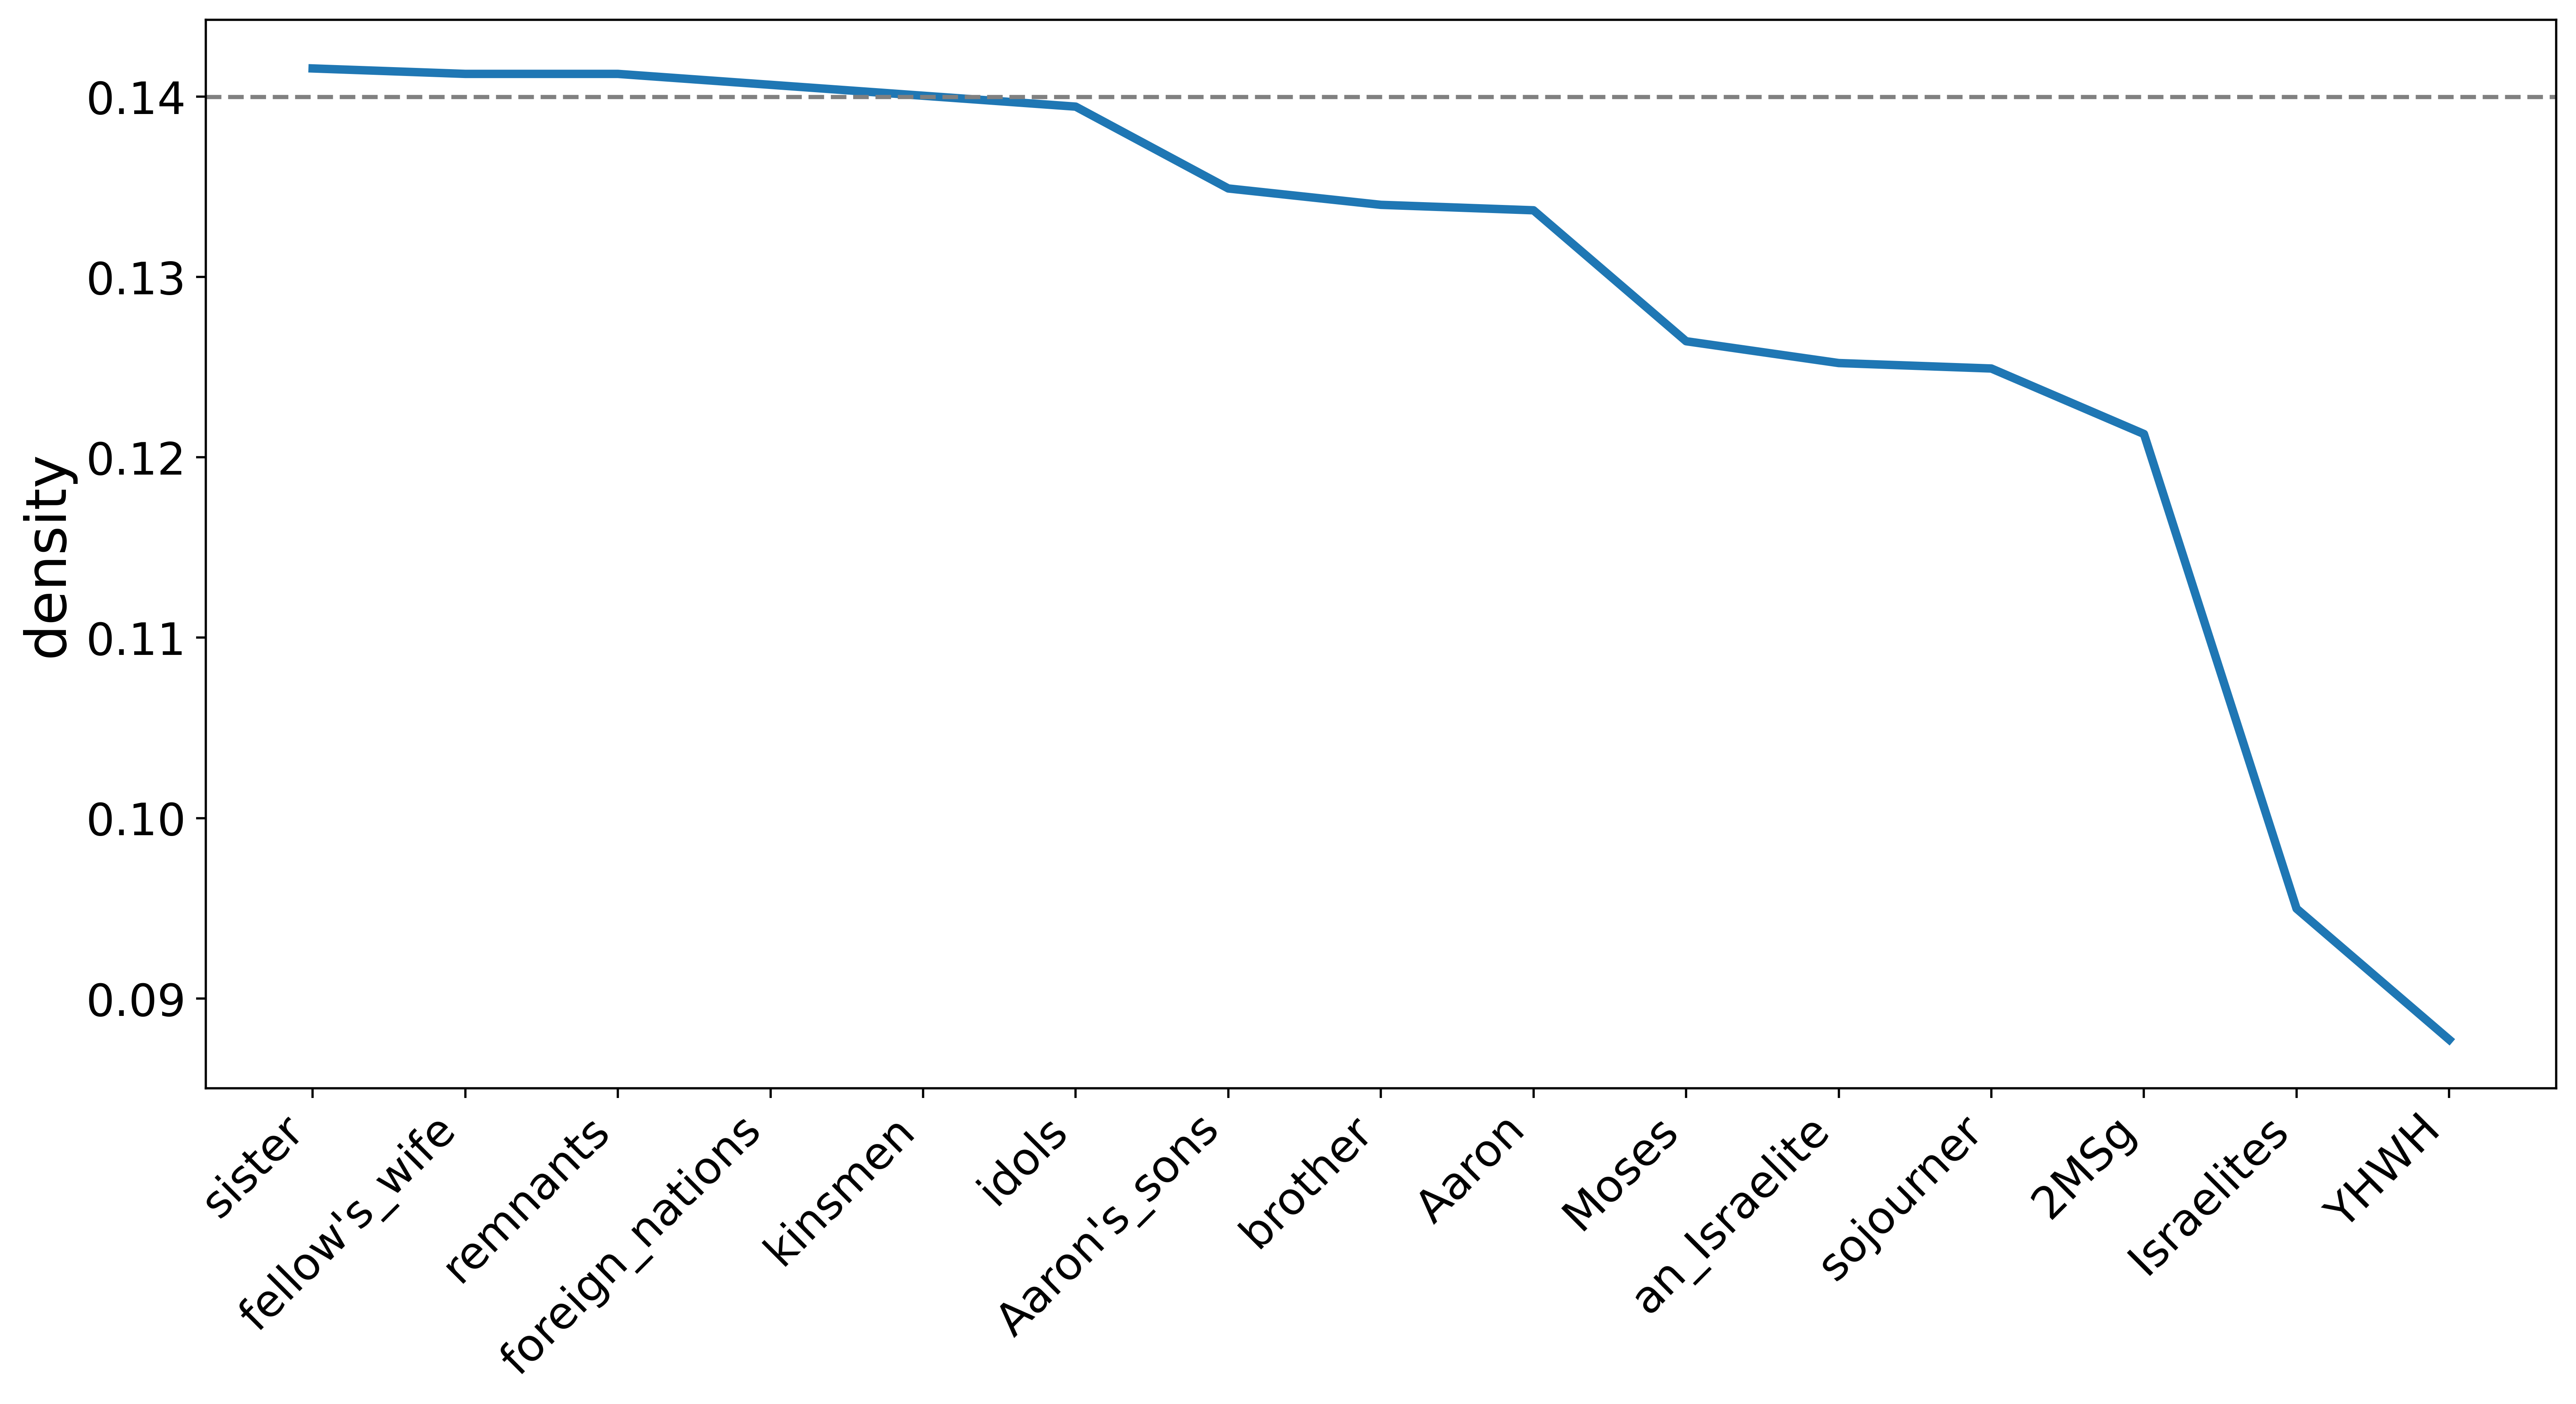 density
0.14
0.13
0.12
0.11
0.10
0.09
sister
fellow's_wife
remnants
foreign_nations
kinsmen
idols
Aaron's_sons
brother
Aaron
Moses
an_Israelite
sojourner
2MSg
Israelites
YHWH